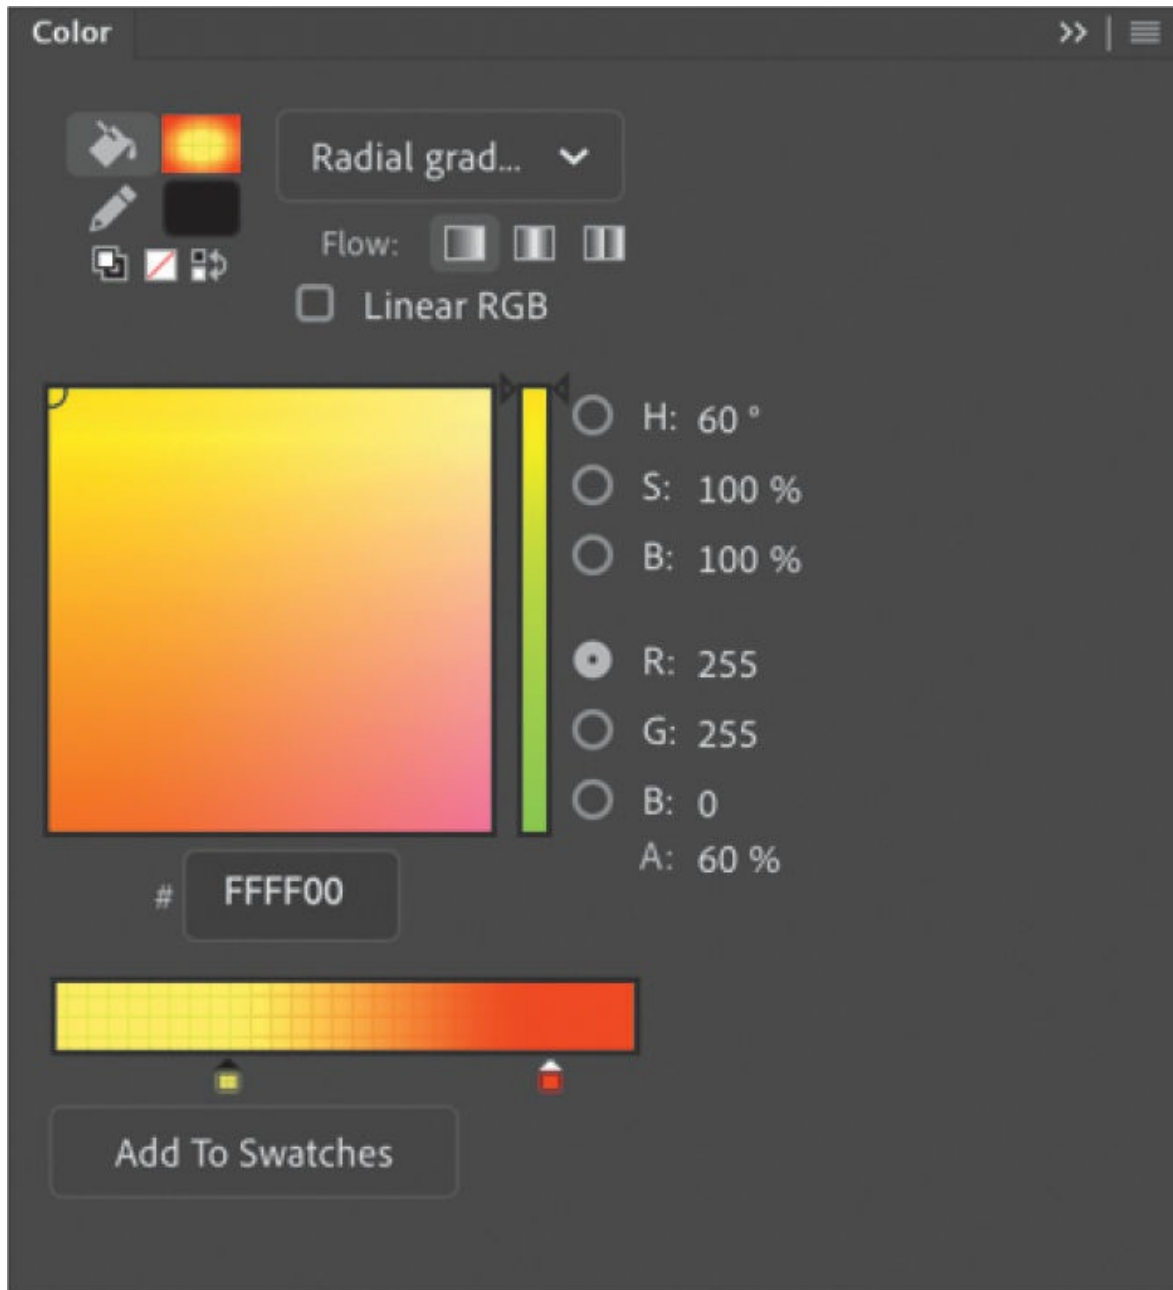 Color
Radial grad...
Flow:
Linear RGB
H: 60 °
S: 100 %
B: 100 %
R: 255
G: 255
B: 0
A: 60 %
# FFFF00
Add To Swatches